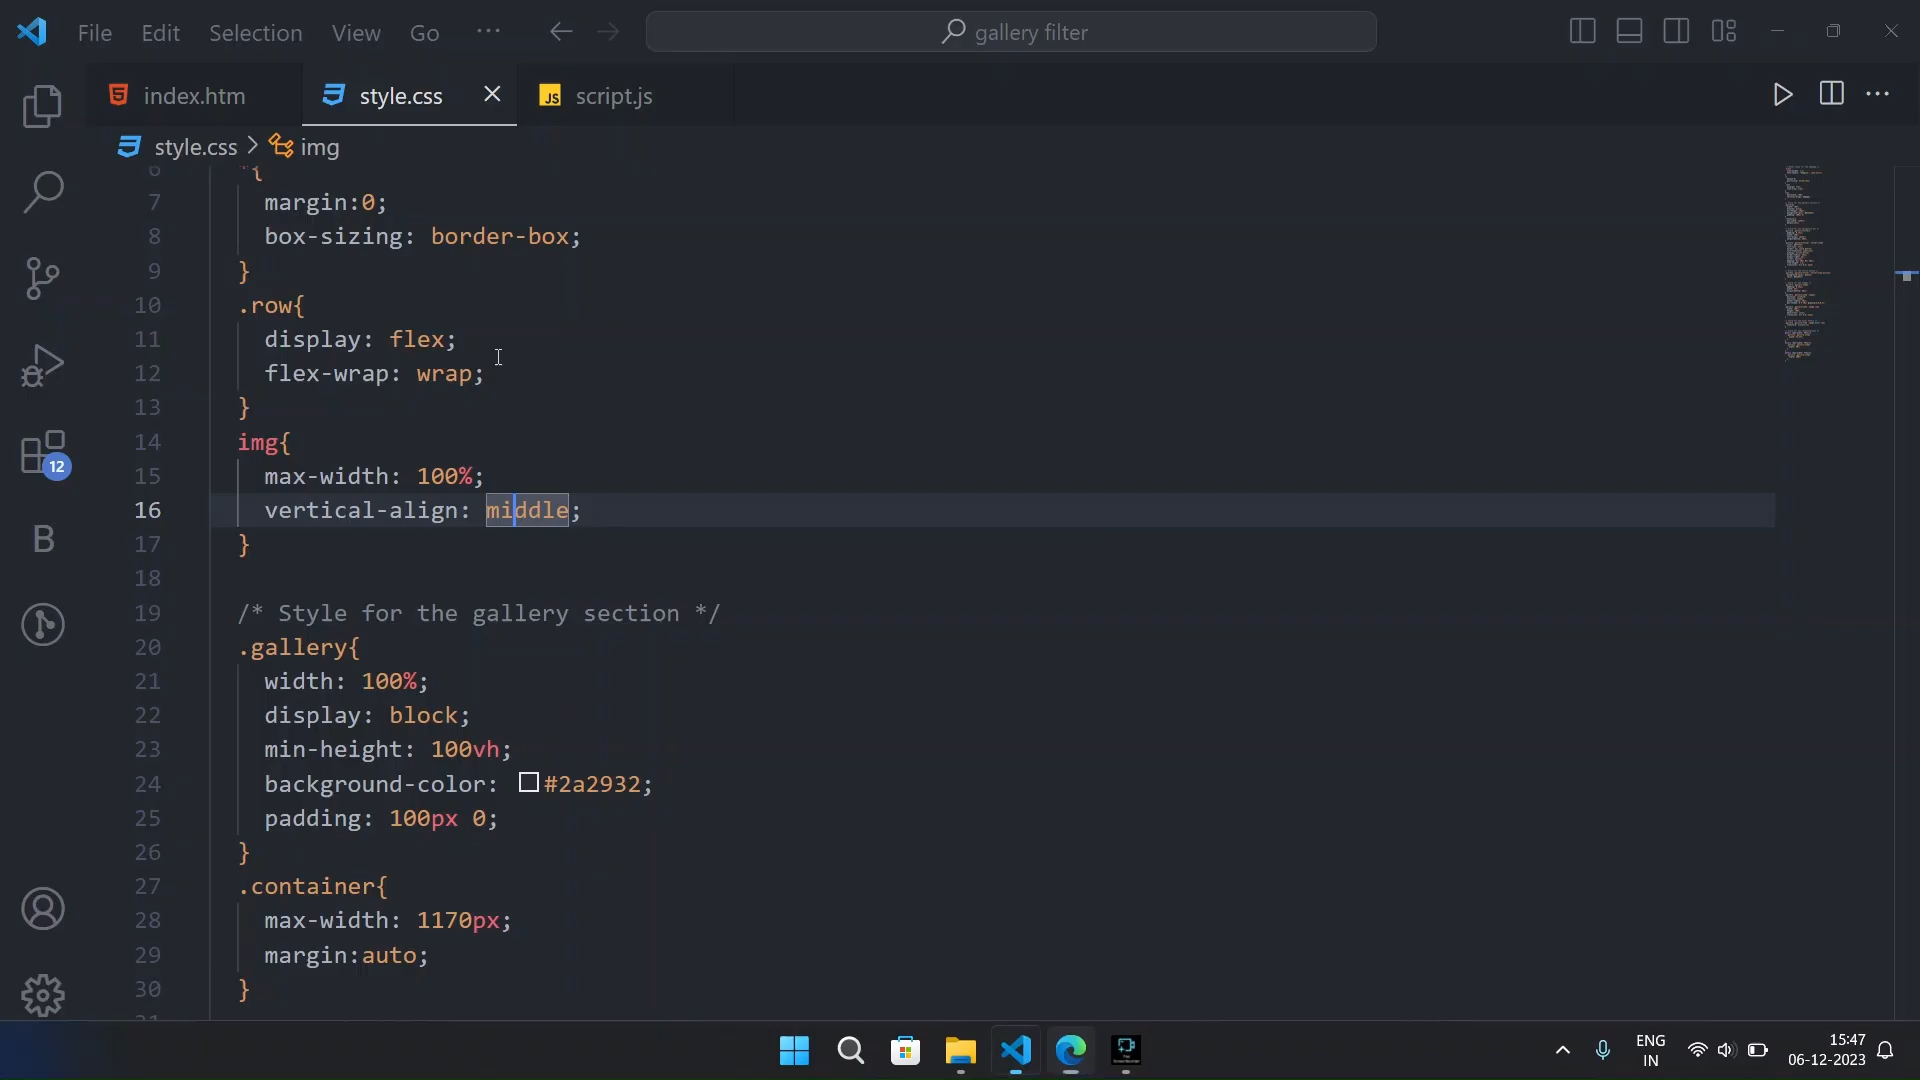 File Edit Selection View Go ··· gallery filter
index.htm style.css script.js
style.css > img
6 *{
7 margin:0;
8 box-sizing: border-box;
9 }
10 .row{
11 display: flex;
12 flex-wrap: wrap;
13 }
14 img{
15 max-width: 100%;
16 vertical-align: middle;
17 }
18
19 /* Style for the gallery section */
20 .gallery{
21 width: 100%;
22 display: block;
23 min-height: 100vh;
24 background-color: #2a2932;
25 padding: 100px 0;
26 }
27 .container{
28 max-width: 1170px;
29 margin:auto;
30 }
31
12
B
ENG
IN
15:47
06-12-2023